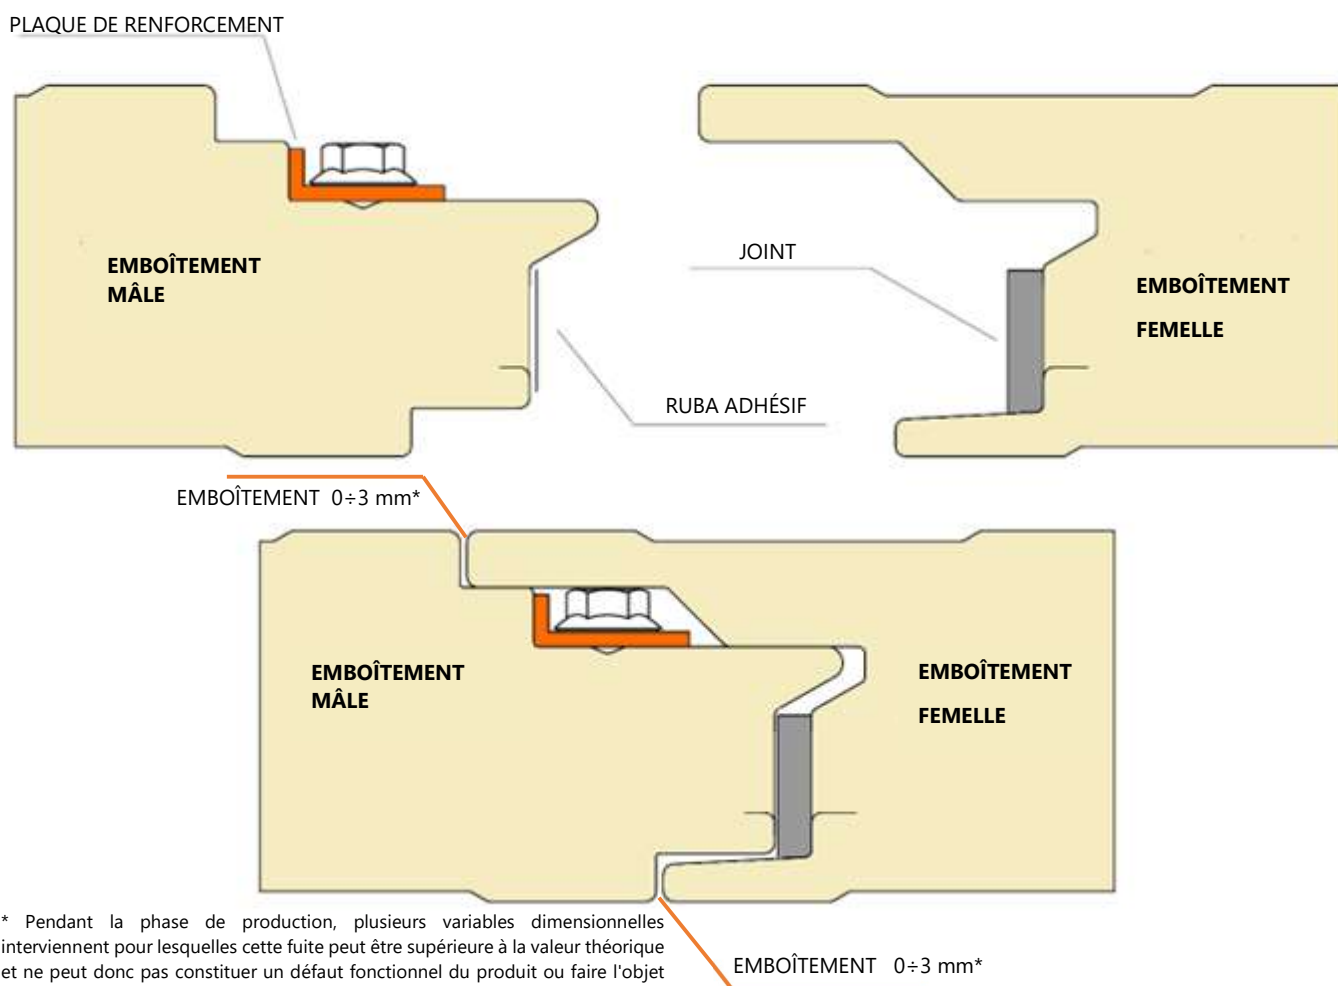 PLAQUE DE RENFORCEMENT
EMBOÎTEMENT
MÂLE
JOINT
EMBOÎTEMENT
FEMELLE
RUBA ADHÉSIF
EMBOÎTEMENT 0÷3 mm*
EMBOÎTEMENT
MÂLE
EMBOÎTEMENT
FEMELLE
* Pendant la phase de production, plusieurs variables dimensionnelles
interviennent pour lesquelles cette fuite peut être supérieure à la valeur théorique
et ne peut donc pas constituer un défaut fonctionnel du produit ou faire l'objet
EMBOÎTEMENT 0÷3 mm*